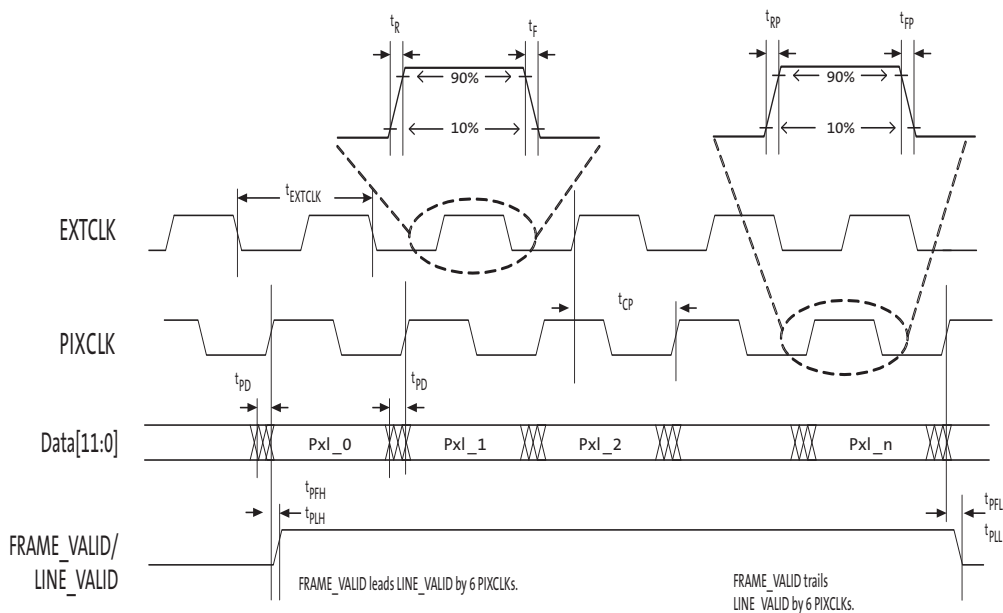 tR
tF
tRP
tFP
90%
10%
90%
10%
tEXTCLK
EXTCLK
tCP
PIXCLK
tPD
tPD
Data[11:0]
Pxl_0
Pxl_1
Pxl_2
Pxl_n
tPFH
tPLH
tPFL
tPLL
FRAME_VALID/
LINE_VALID
FRAME_VALID leads LINE_VALID by 6 PIXCLKs.
FRAME_VALID trails
LINE_VALID by 6 PIXCLKs.